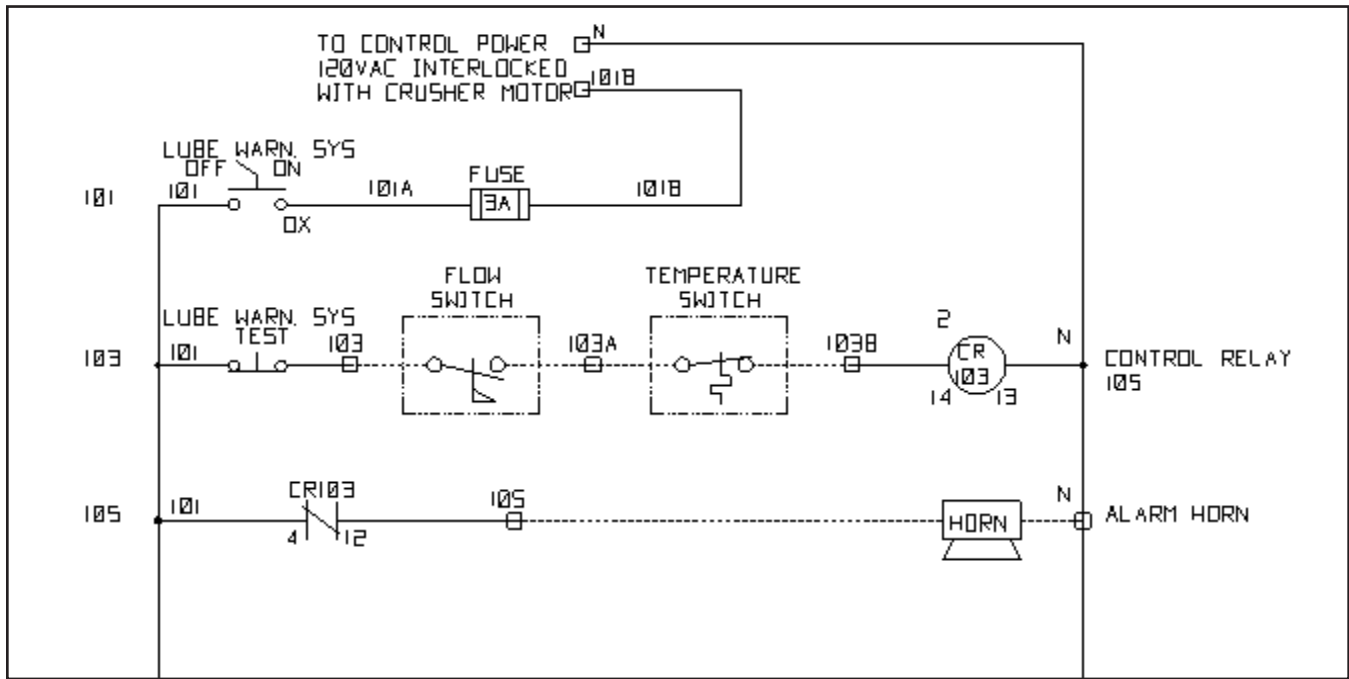 TO CONTROL POWER N
120VAC INTERLOCKED 101B
WITH CRUSHER MOTOR
LUBE WARN. SYS
OFF ON
101 101 101A FUSE 101B
3A
OX
FLOW TEMPERATURE
SWITCH SWITCH
LUBE WARN. SYS 2
TEST 103 103A 103B N
103 101 CR CONTROL RELAY
103 105
14 13
CR103 105 N
105 101 HORN ALARM HORN
4 12